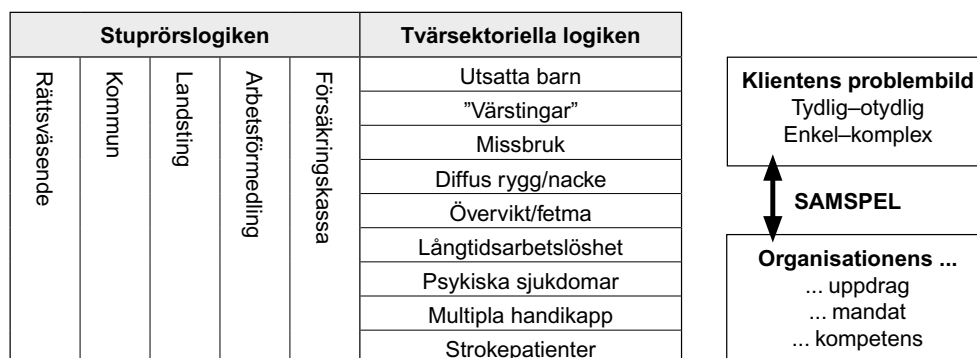 Stuprörslogiken
Tvärsektoriella logiken
Rättsväsende
Kommun
Landsting
Arbetsförmedling
Försäkringskassa
Utsatta barn
”Värstingar”
Missbruk
Diffus rygg/nacke
Övervikt/fetma
Långtidsarbetslöshet
Psykiska sjukdomar
Multipla handikapp
Strokepatienter
Klientens problembild
Tydlig–otydlig
Enkel–komplex
SAMSPEL
Organisationens ...
... uppdrag
... mandat
... kompetens